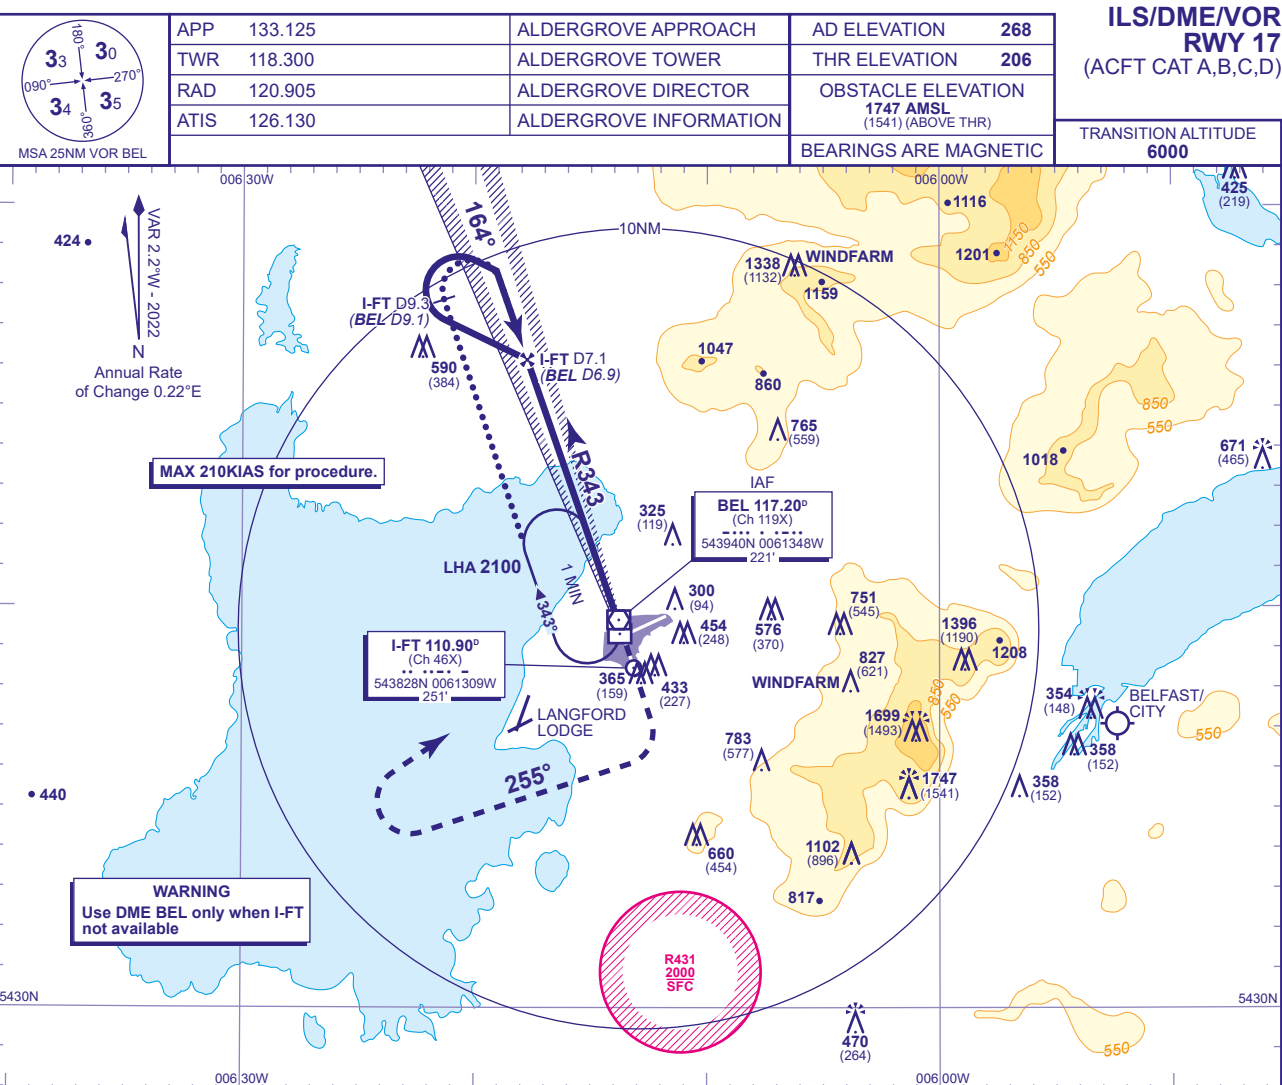 ILS/DME/VOR
RWY 17
(ACFT CAT A,B,C,D)
180°
33 30
090° 270°
34 35
360°
MSA 25NM VOR BEL
APP 133.125 ALDERGROVE APPROACH
TWR 118.300 ALDERGROVE TOWER
RAD 120.905 ALDERGROVE DIRECTOR
ATIS 126.130 ALDERGROVE INFORMATION
AD ELEVATION 268
THR ELEVATION 206
OBSTACLE ELEVATION
1747 AMSL
(1541) (ABOVE THR)
BEARINGS ARE MAGNETIC
TRANSITION ALTITUDE
6000
006 30W
006 00W
425
(219)
1116
424
VAR 2.2°W - 2022
N
Annual Rate
of Change 0.22°E
164°
10NM
1201
1150
850
550
1338
(1132)
WINDFARM
1159
I-FT D9.3
(BEL D9.1)
590
(384)
I-FT D7.1
(BEL D6.9)
1047
860
765
(559)
850
550
1018
671
(465)
MAX 210KIAS for procedure.
R343
IAF
BEL 117.20D
(Ch 119X)
543940N 0061348W
221'
325
(119)
LHA 2100
1 MIN
343°
300
(94)
454
(248)
576
(370)
751
(545)
1396
(1190)
1208
I-FT 110.90D
(Ch 46X)
543828N 0061309W
251'
365
(159)
433
(227)
827
(621)
WINDFARM
850
550
354
(148)
BELFAST/
CITY
LANGFORD
LODGE
1699
(1493)
358
(152)
550
783
(577)
255°
1747
(1541)
358
(152)
440
660
(454)
1102
(896)
817
WARNING
Use DME BEL only when I-FT
not available
R431
2000
SFC
5430N
5430N
470
(264)
550
006 30W
006 00W